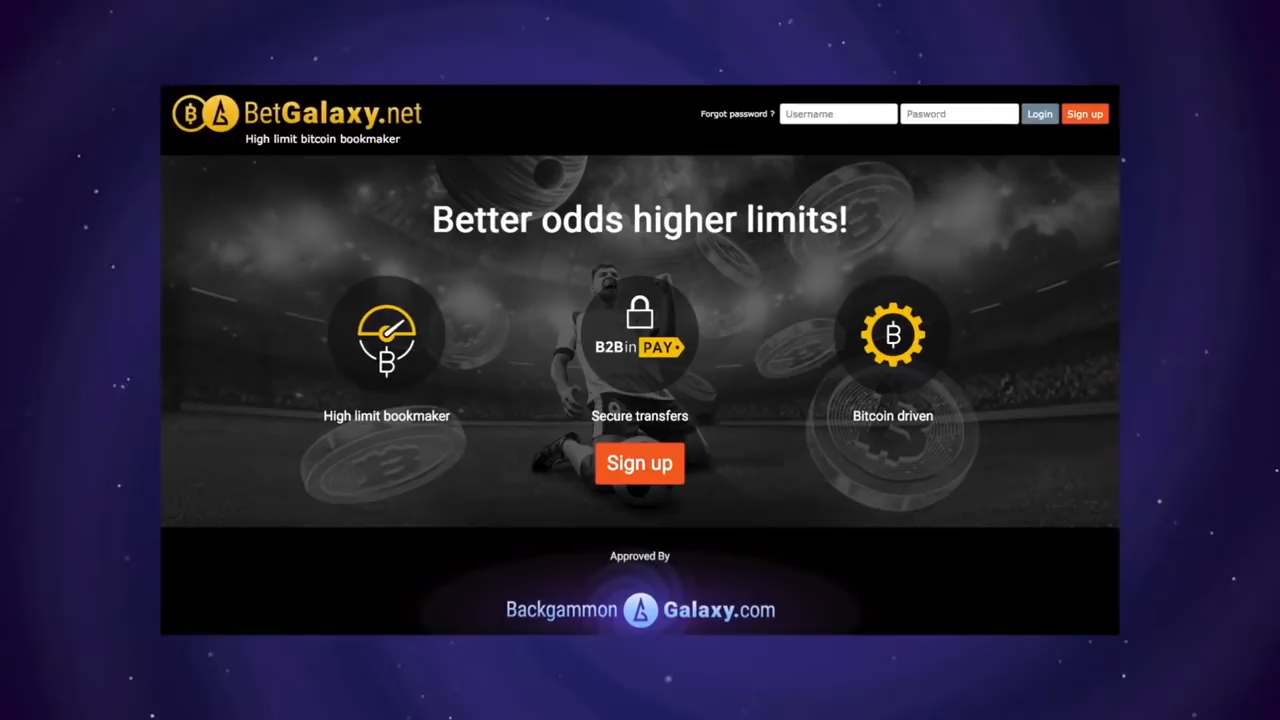 BetGalaxy.net
High limit bitcoin bookmaker
Forgot password ?
Username
Pasword
Login
Sign up
Better odds higher limits!
B2Bin PAY
High limit bookmaker
Secure transfers
Bitcoin driven
Sign up
Approved By
Backgammon Galaxy.com